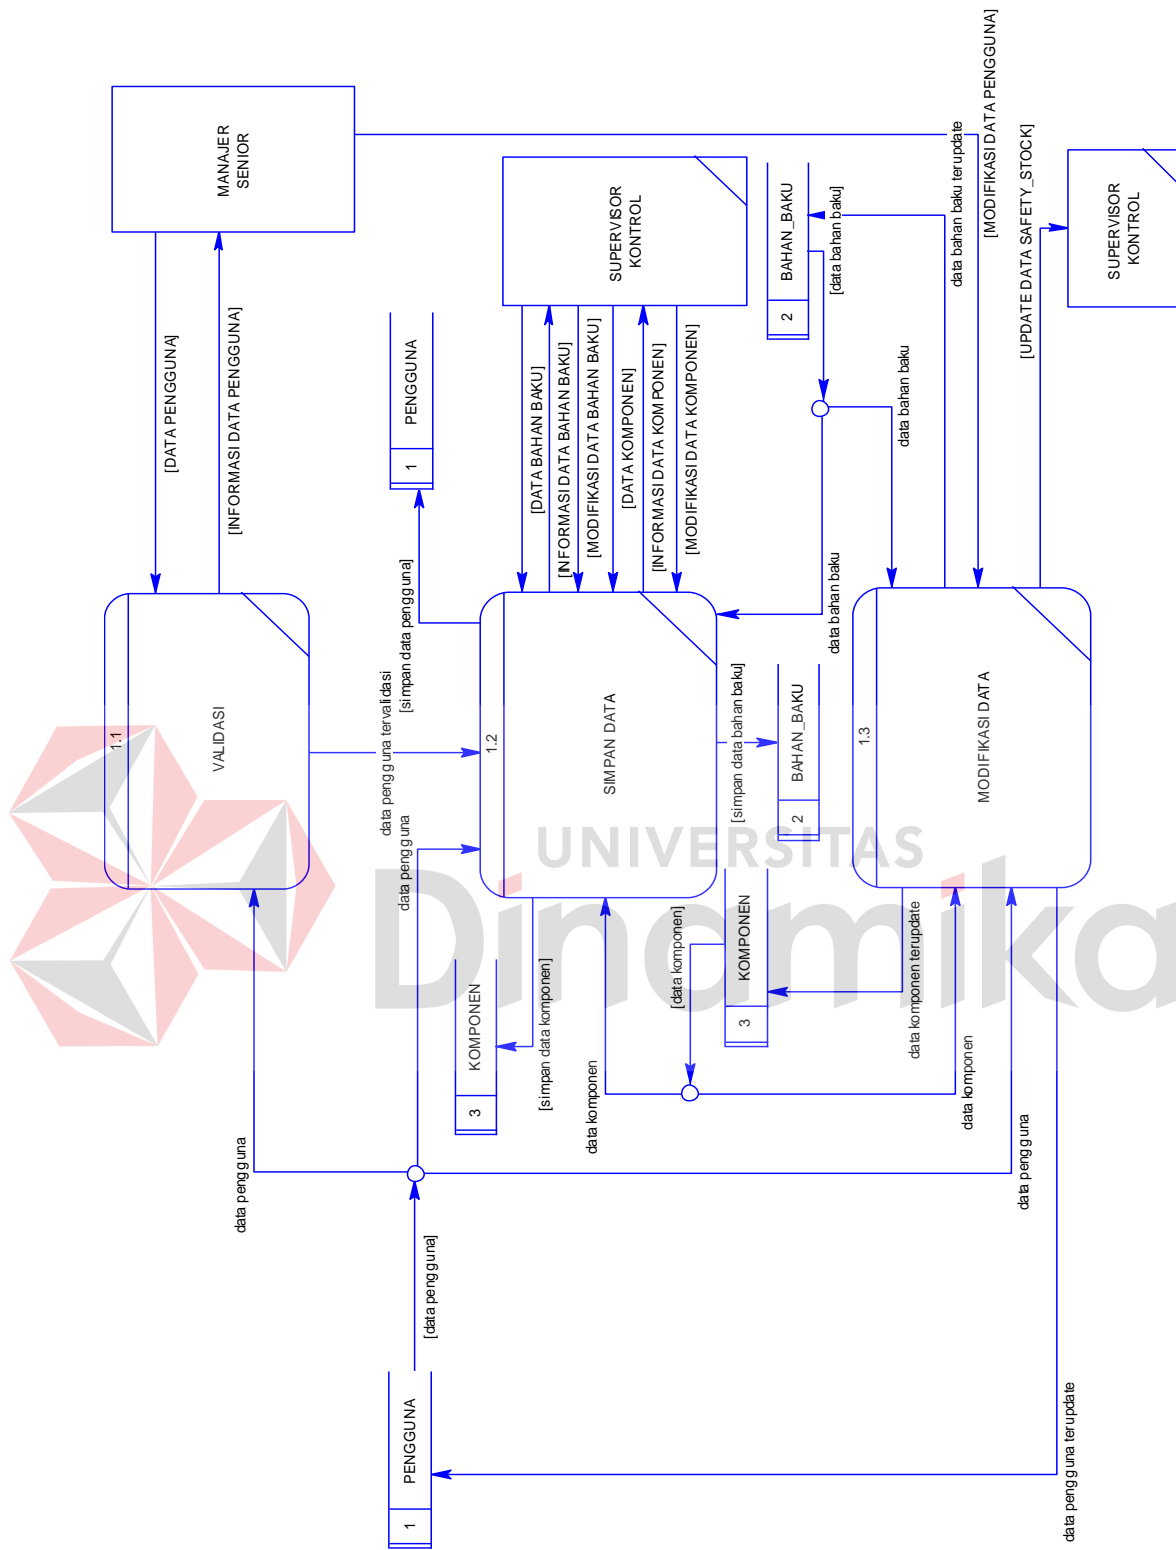 MANAJER
SENIOR
[DATA PENGGUNA]
[INFORMASI DATA PENGGUNA]
1.1
VALIDASI
data pengguna
data pengguna tervalidasi
data pengguna
[data pengguna]
1
PENGGUNA
1
PENGGUNA
[simpan data pengguna]
SUPERVISOR
KONTROL
[DATA BAHAN BAKU]
[INFORMASI DATA BAHAN BAKU]
[MODIFIKASI DATA BAHAN BAKU]
[DATA KOMPONEN]
[INFORMASI DATA KOMPONEN]
[MODIFIKASI DATA KOMPONEN]
1.2
SIMPAN DATA
3
KOMPONEN
[simpan data komponen]
data komponen
[data komponen]
3
KOMPONEN
[simpan data bahan baku]
2
BAHAN_BAKU
2
BAHAN_BAKU
[data bahan baku]
data bahan baku
data bahan baku
data bahan baku terupdate
[MODIFIKASI DATA PENGGUNA]
[UPDATE DATA SAFETY_STOCK]
SUPERVISOR
KONTROL
1.3
MODIFIKASI DATA
data komponen terupdate
data komponen
data pengguna
data pengguna terupdate
UNIVERSITAS
Dinamika